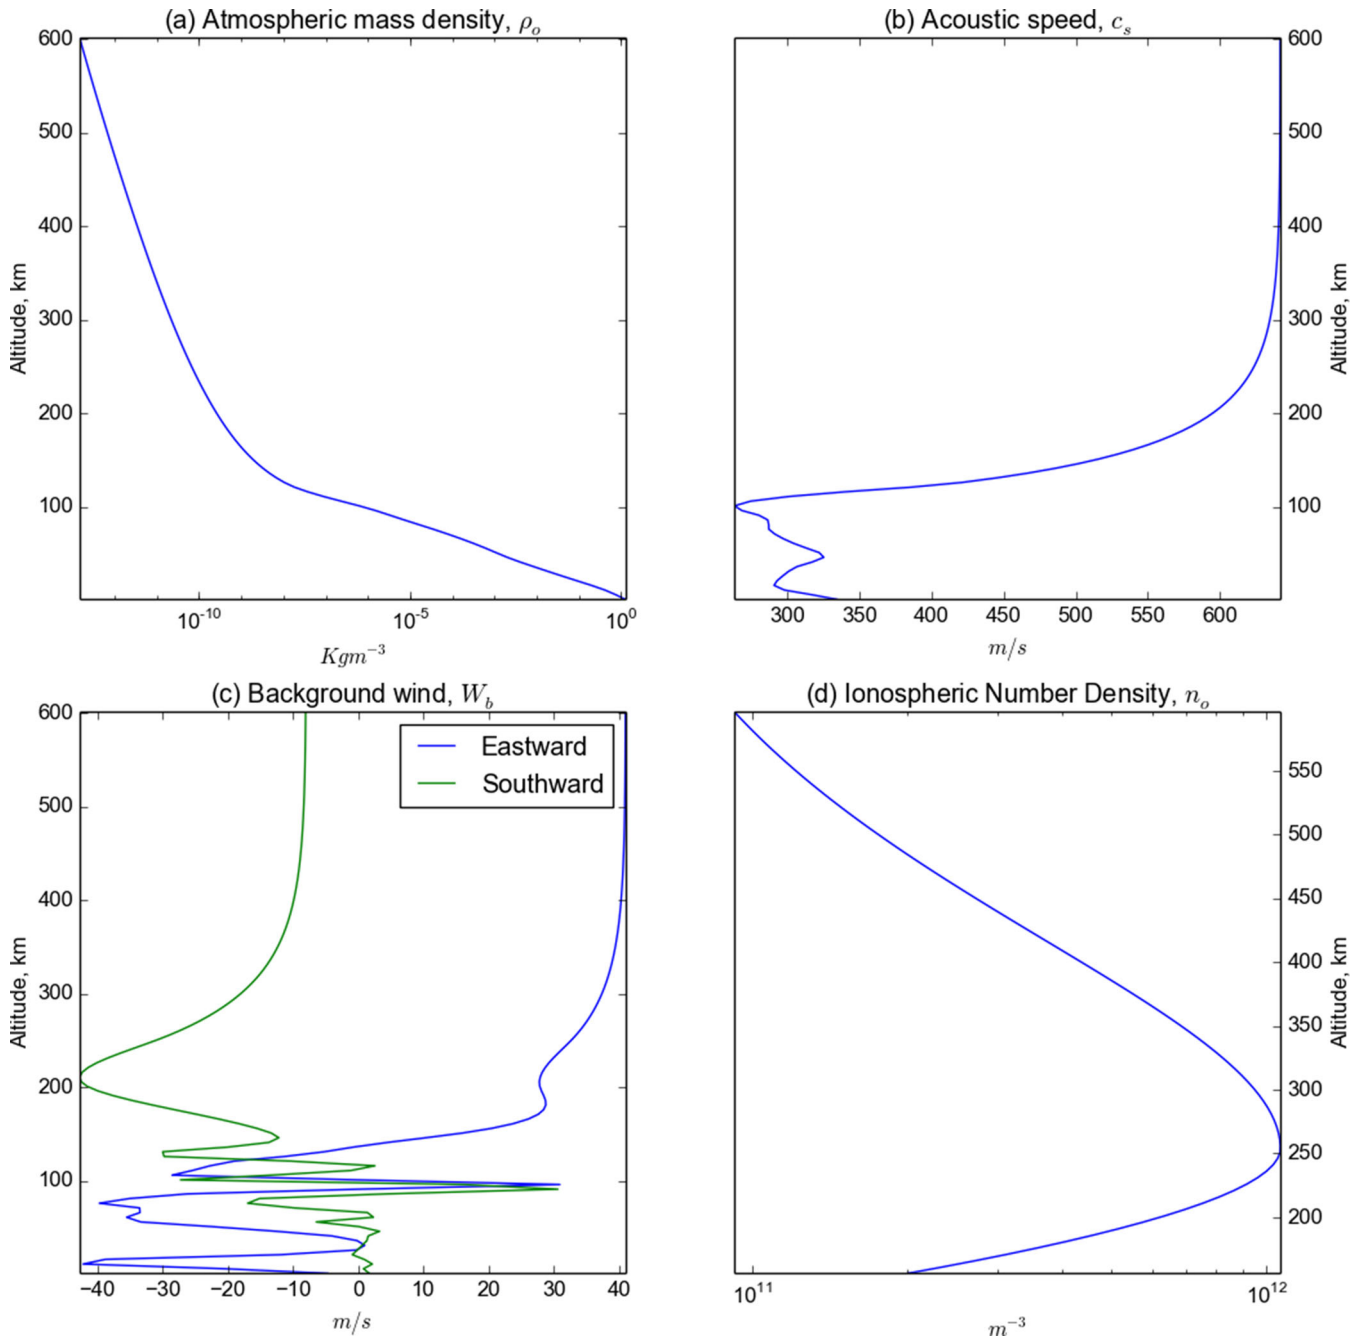 (a) Atmospheric mass density, ρₒ
600
500
400
300
200
100
Altitude, km
10⁻¹⁰ 10⁻⁵ 10⁰
Kgm⁻³
(b) Acoustic speed, cₛ
600
500
400
300
200
100
Altitude, km
300 350 400 450 500 550 600
m/s
(c) Background wind, W_b
600
500
400
300
200
100
Altitude, km
Eastward
Southward
−40 −30 −20 −10 0 10 20 30 40
m/s
(d) Ionospheric Number Density, nₒ
550
500
450
400
350
300
250
200
Altitude, km
10¹¹ 10¹²
m⁻³